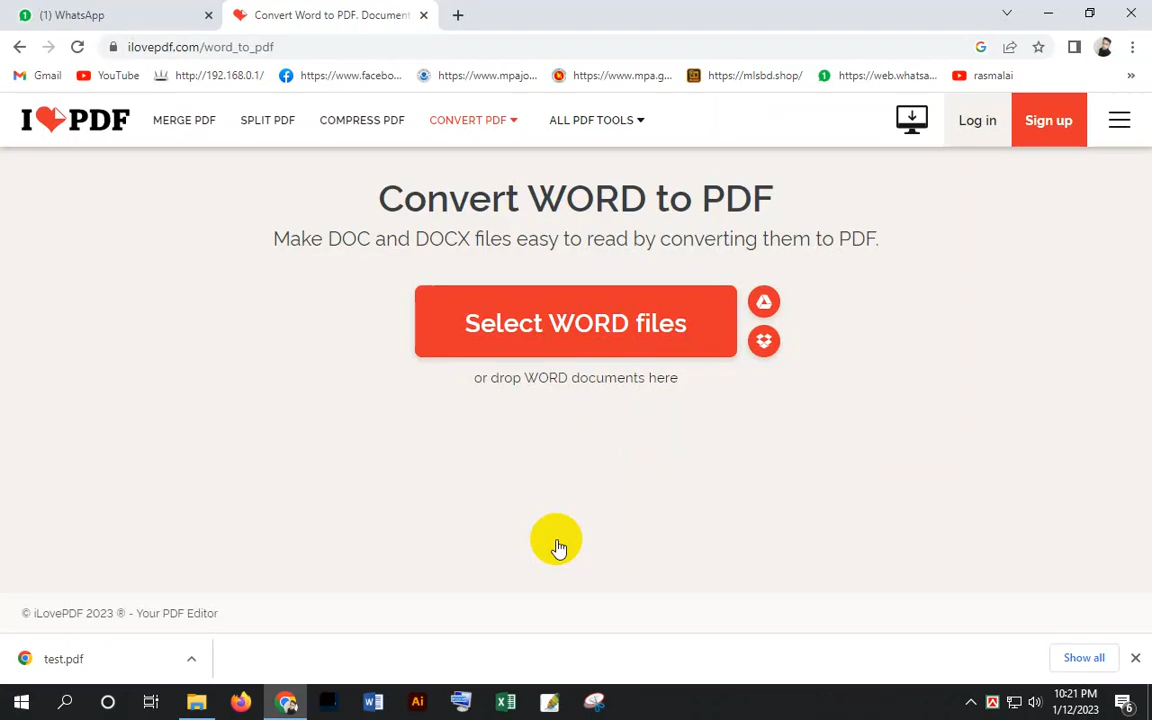 (1) WhatsApp
Convert Word to PDF. Document
ilovepdf.com/word_to_pdf
Gmail YouTube http://192.168.0.1/ https://www.facebo... https://www.mpajo... https://www.mpa.g... https://mlsbd.shop/ https://web.whatsa... rasmalai »
I PDF MERGE PDF SPLIT PDF COMPRESS PDF CONVERT PDF ALL PDF TOOLS Log in Sign up
Convert WORD to PDF
Make DOC and DOCX files easy to read by converting them to PDF.
Select WORD files
or drop WORD documents here
© iLovePDF 2023 ® - Your PDF Editor
test.pdf Show all
Ai
10:21 PM
1/12/2023
6